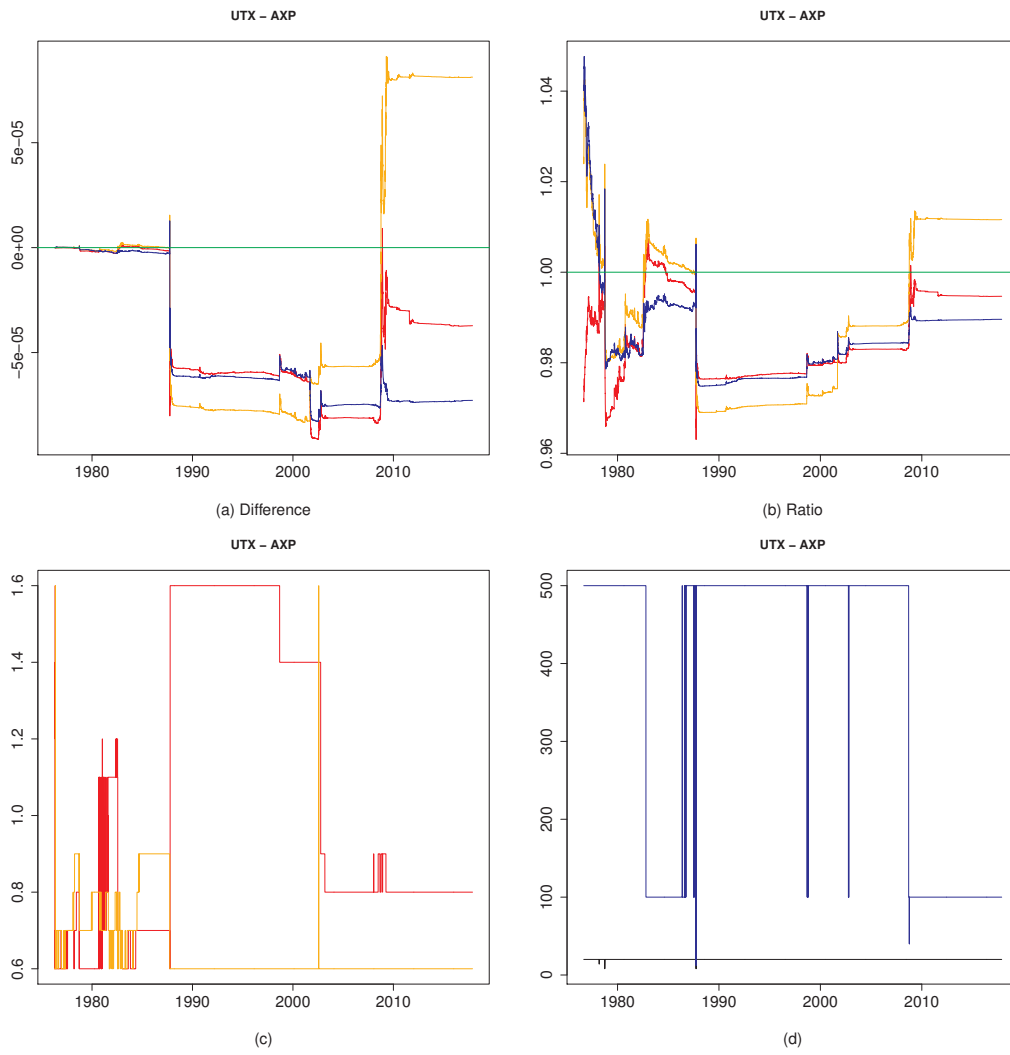 UTX − AXP
5e−05
0e+00
−5e−05
1980 1990 2000 2010
(a) Difference
UTX − AXP
1.04
1.02
1.00
0.98
0.96
1980 1990 2000 2010
(b) Ratio
UTX − AXP
1.6
1.4
1.2
1.0
0.8
0.6
1980 1990 2000 2010
(c)
UTX − AXP
500
400
300
200
100
0
1980 1990 2000 2010
(d)